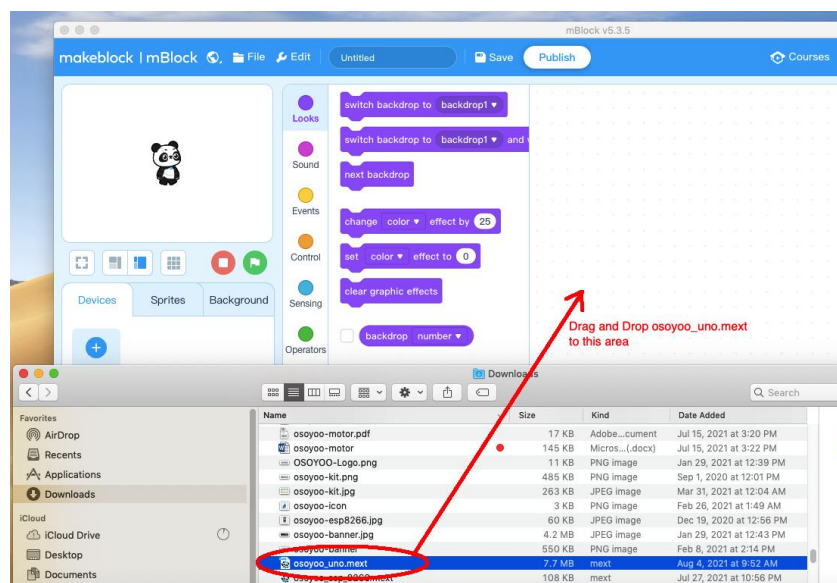 mBlock v5.3.5
makeblock | mBlock File Edit Untitled Save Publish Courses
Looks
Sound
Events
Control
Sensing
Operators
switch backdrop to backdrop1
switch backdrop to backdrop1 and
next backdrop
change color effect by 25
set color effect to 0
clear graphic effects
backdrop number
Devices Sprites Background
Drag and Drop osoyoo_uno.mext
to this area
Downloads
Search
Favorites
AirDrop
Recents
Applications
Downloads
iCloud
iCloud Drive
Desktop
Documents
Name Size Kind Date Added
osoyoo-motor.pdf 17 KB Adobe...cument Jul 15, 2021 at 3:20 PM
osoyoo-motor 145 KB Micros...(.docx) Jul 15, 2021 at 3:22 PM
OSOYOO-Logo.png 11 KB PNG image Jan 29, 2021 at 12:39 PM
osoyoo-kit.png 485 KB PNG image Sep 1, 2020 at 12:01 PM
osoyoo-kit.jpg 263 KB JPEG image Mar 31, 2021 at 12:04 AM
osoyoo-icon 3 KB PNG image Feb 26, 2021 at 1:49 AM
osoyoo-esp8266.jpg 60 KB JPEG image Dec 19, 2020 at 12:56 PM
osoyoo-banner.jpg 4.2 MB JPEG image Jan 29, 2021 at 12:43 PM
osoyoo-banner 550 KB PNG image Feb 8, 2021 at 2:14 PM
osoyoo_uno.mext 7.7 MB mext Aug 4, 2021 at 9:52 AM
osoyoo_esp_8266.mext 108 KB mext Jul 27, 2021 at 10:56 PM